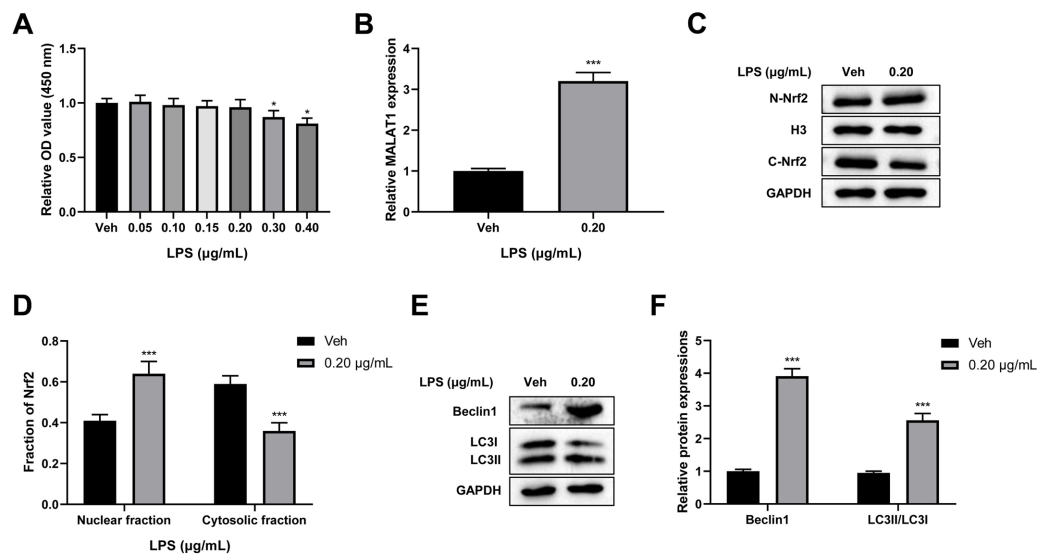 A
Relative OD value (450 nm)
1.5
1.0
0.5
0.0
*
*
Veh 0.05 0.10 0.15 0.20 0.30 0.40
LPS (μg/mL)
B
Relative MALAT1 expression
4
3
2
1
0
***
Veh 0.20
LPS (μg/mL)
C
LPS (μg/mL) Veh 0.20
N-Nrf2
H3
C-Nrf2
GAPDH
D
Fraction of Nrf2
0.8
0.6
0.4
0.2
0.0
***
***
Veh
0.20 μg/mL
Nuclear fraction Cytosolic fraction
LPS (μg/mL)
E
LPS (μg/mL) Veh 0.20
Beclin1
LC3I
LC3II
GAPDH
F
Relative protein expressions
5
4
3
2
1
0
***
***
Veh
0.20 μg/mL
Beclin1 LC3II/LC3I